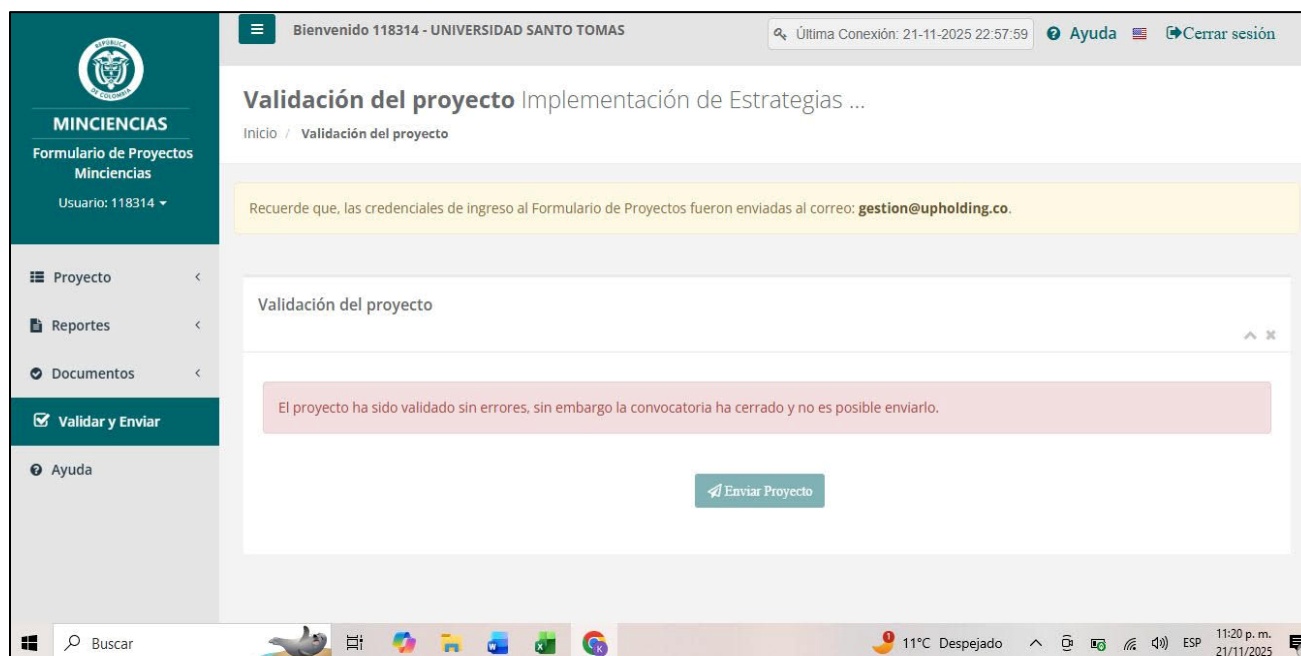 Bienvenido 118314 - UNIVERSIDAD SANTO TOMAS
Última Conexión: 21-11-2025 22:57:59
Ayuda
Cerrar sesión
REPÚBLICA
DE COLOMBIA
MINCIENCIAS
Formulario de Proyectos
Minciencias
Usuario: 118314
Validación del proyecto Implementación de Estrategias ...
Inicio / Validación del proyecto
Recuerde que, las credenciales de ingreso al Formulario de Proyectos fueron enviadas al correo: gestion@upholding.co.
Proyecto
Reportes
Documentos
Validar y Enviar
Ayuda
Validación del proyecto
El proyecto ha sido validado sin errores, sin embargo la convocatoria ha cerrado y no es posible enviarlo.
Enviar Proyecto
Buscar
9
11°C Despejado
ESP
11:20 p. m.
21/11/2025